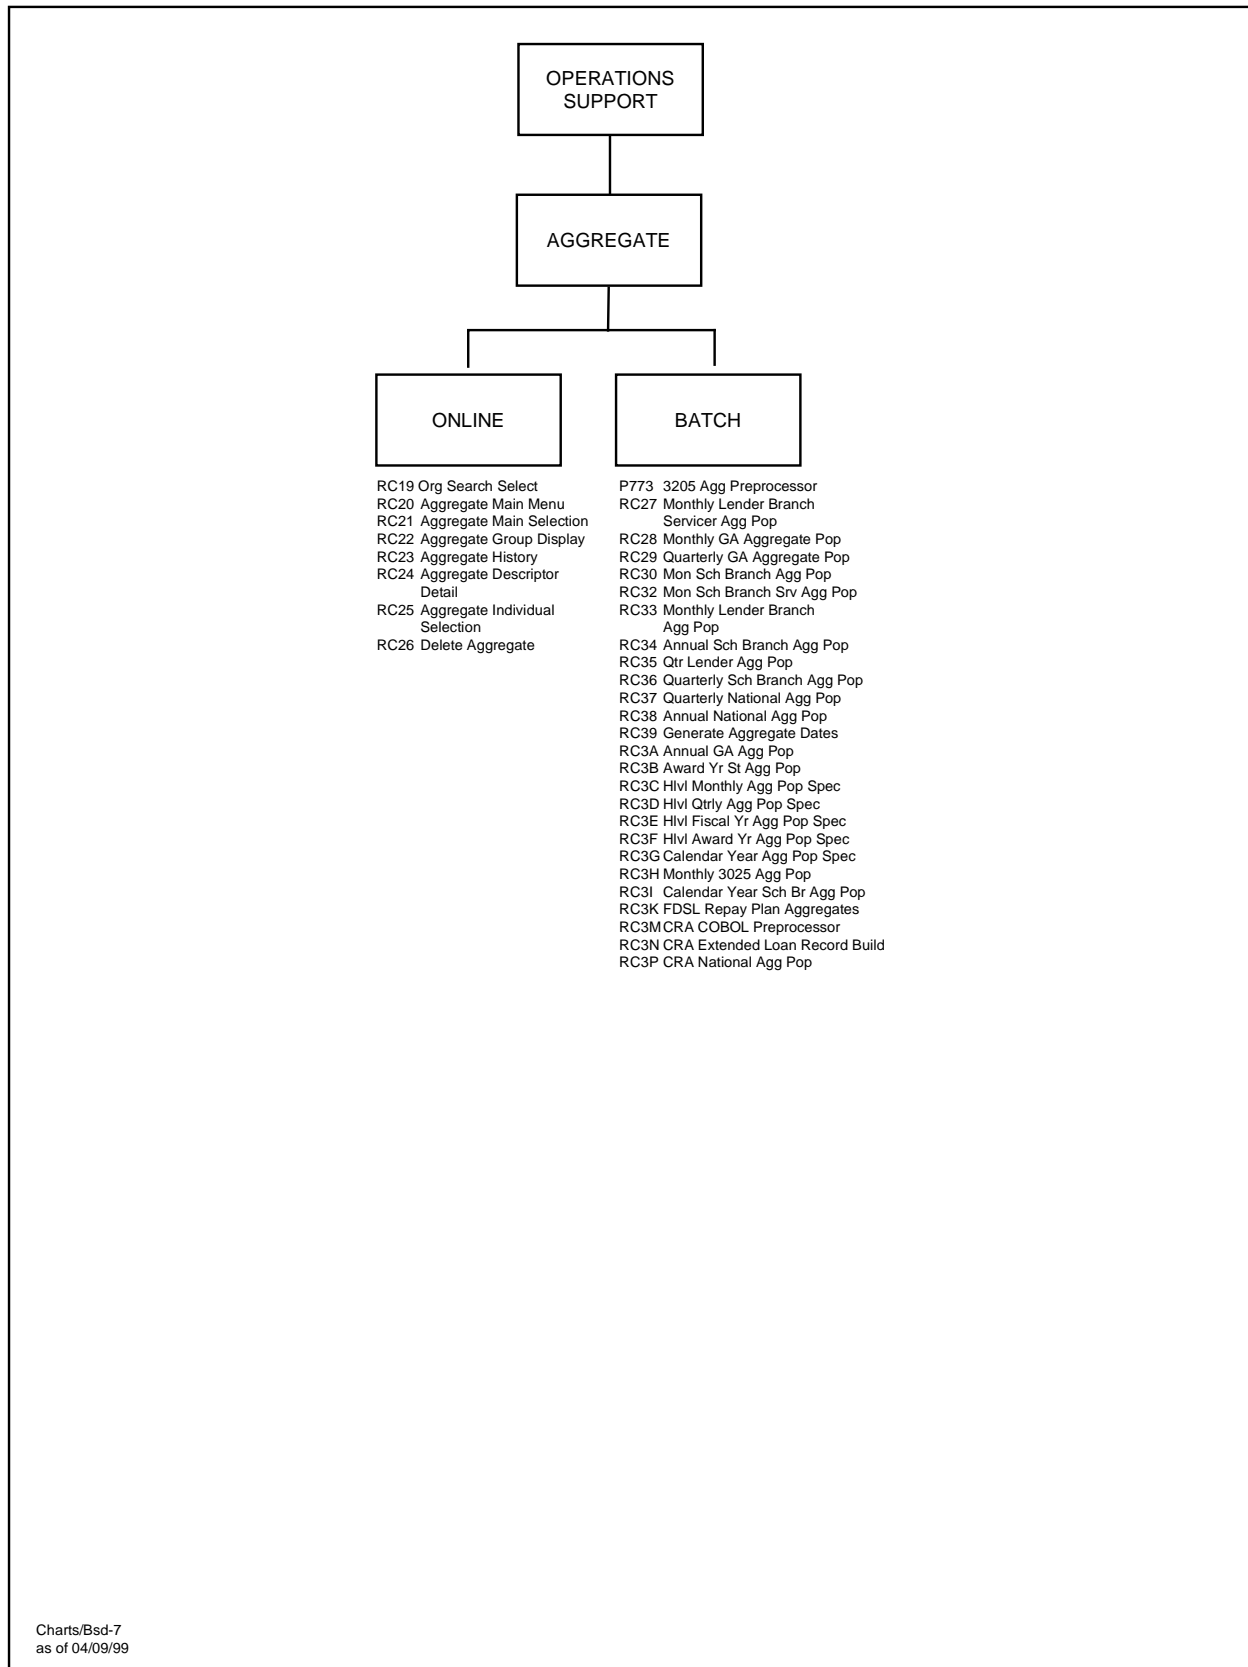 OPERATIONS
SUPPORT
AGGREGATE
ONLINE
RC19 Org Search Select
RC20 Aggregate Main Menu
RC21 Aggregate Main Selection
RC22 Aggregate Group Display
RC23 Aggregate History
RC24 Aggregate Descriptor
Detail
RC25 Aggregate Individual
Selection
RC26 Delete Aggregate
BATCH
P773 3205 Agg Preprocessor
RC27 Monthly Lender Branch
Servicer Agg Pop
RC28 Monthly GA Aggregate Pop
RC29 Quarterly GA Aggregate Pop
RC30 Mon Sch Branch Agg Pop
RC32 Mon Sch Branch Srv Agg Pop
RC33 Monthly Lender Branch
Agg Pop
RC34 Annual Sch Branch Agg Pop
RC35 Qtr Lender Agg Pop
RC36 Quarterly Sch Branch Agg Pop
RC37 Quarterly National Agg Pop
RC38 Annual National Agg Pop
RC39 Generate Aggregate Dates
RC3A Annual GA Agg Pop
RC3B Award Yr St Agg Pop
RC3C Hlvl Monthly Agg Pop Spec
RC3D Hlvl Qtrly Agg Pop Spec
RC3E Hlvl Fiscal Yr Agg Pop Spec
RC3F Hlvl Award Yr Agg Pop Spec
RC3G Calendar Year Agg Pop Spec
RC3H Monthly 3025 Agg Pop
RC3I Calendar Year Sch Br Agg Pop
RC3K FDSL Repay Plan Aggregates
RC3M CRA COBOL Preprocessor
RC3N CRA Extended Loan Record Build
RC3P CRA National Agg Pop
Charts/Bsd-7
as of 04/09/99